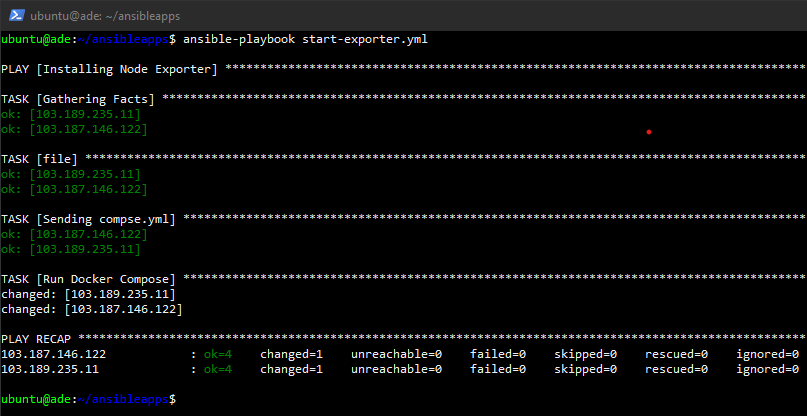 ubuntu@ade: ~/ansibleapps
ubuntu@ade:~/ansibleapps$ ansible-playbook start-exporter.yml
PLAY [Installing Node Exporter] **********************************************************************************
TASK [Gathering Facts] *******************************************************************************************
ok: [103.189.235.11]
ok: [103.187.146.122]
TASK [file] ******************************************************************************************************
ok: [103.189.235.11]
ok: [103.187.146.122]
TASK [Sending compse.yml] ****************************************************************************************
ok: [103.187.146.122]
ok: [103.189.235.11]
TASK [Run Docker Compose] ****************************************************************************************
changed: [103.189.235.11]
changed: [103.187.146.122]
PLAY RECAP *******************************************************************************************************
103.187.146.122            : ok=4    changed=1    unreachable=0    failed=0    skipped=0    rescued=0    ignored=0
103.189.235.11             : ok=4    changed=1    unreachable=0    failed=0    skipped=0    rescued=0    ignored=0
ubuntu@ade:~/ansibleapps$